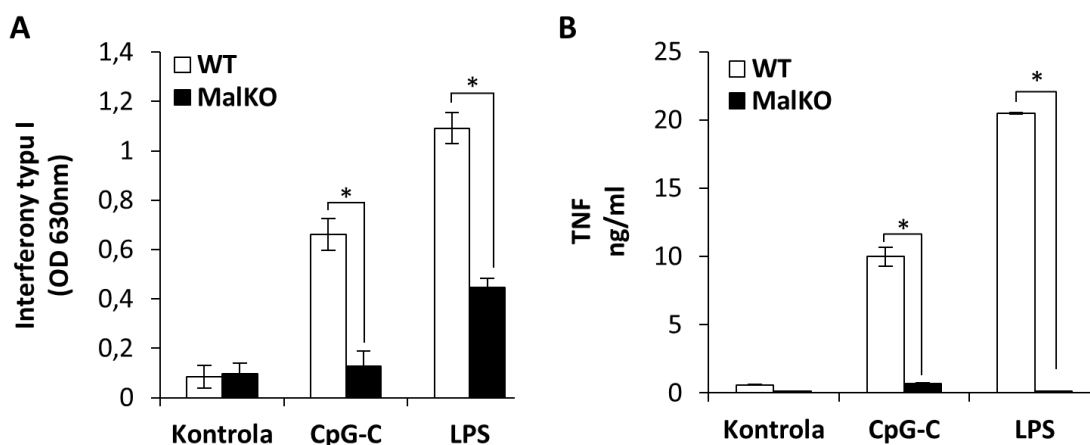 A
Interferony typu I
(OD 630nm)
1,4
1,2
1
0,8
0,6
0,4
0,2
0
WT
MalKO
*
*
Kontrola
CpG-C
LPS
B
TNF
ng/ml
25
20
15
10
5
0
WT
MalKO
*
*
Kontrola
CpG-C
LPS